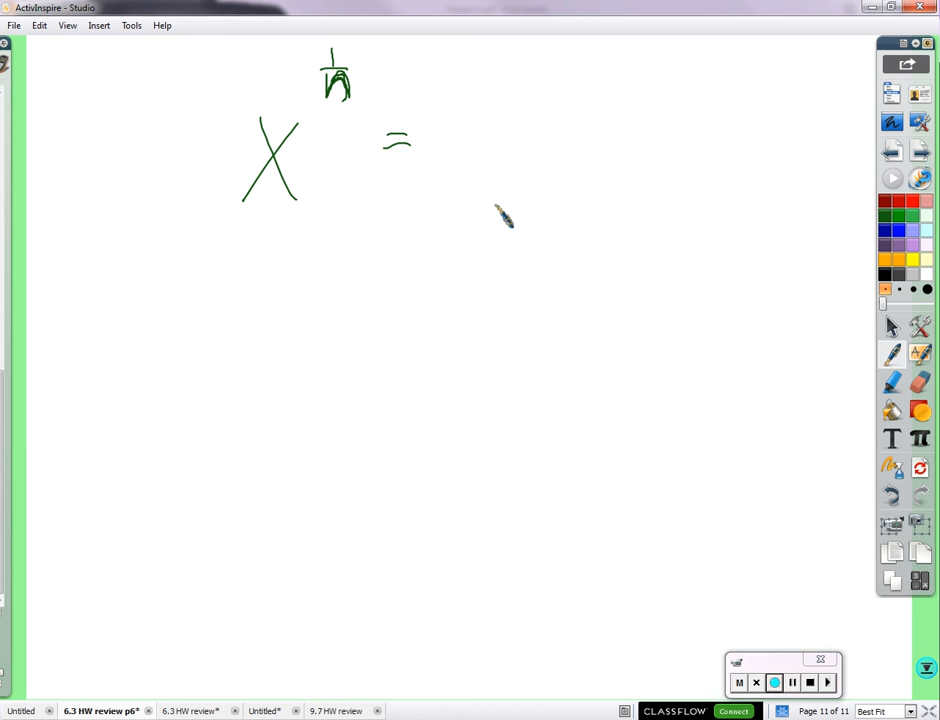 ActivInspire - Studio
File Edit View Insert Tools Help
x^{\frac{1}{n}} =
T π
M
Untitled 6.3 HW review p6* 6.3 HW review* Untitled* 9.7 HW review CLASSFLOW Connect Page 11 of 11 Best Fit